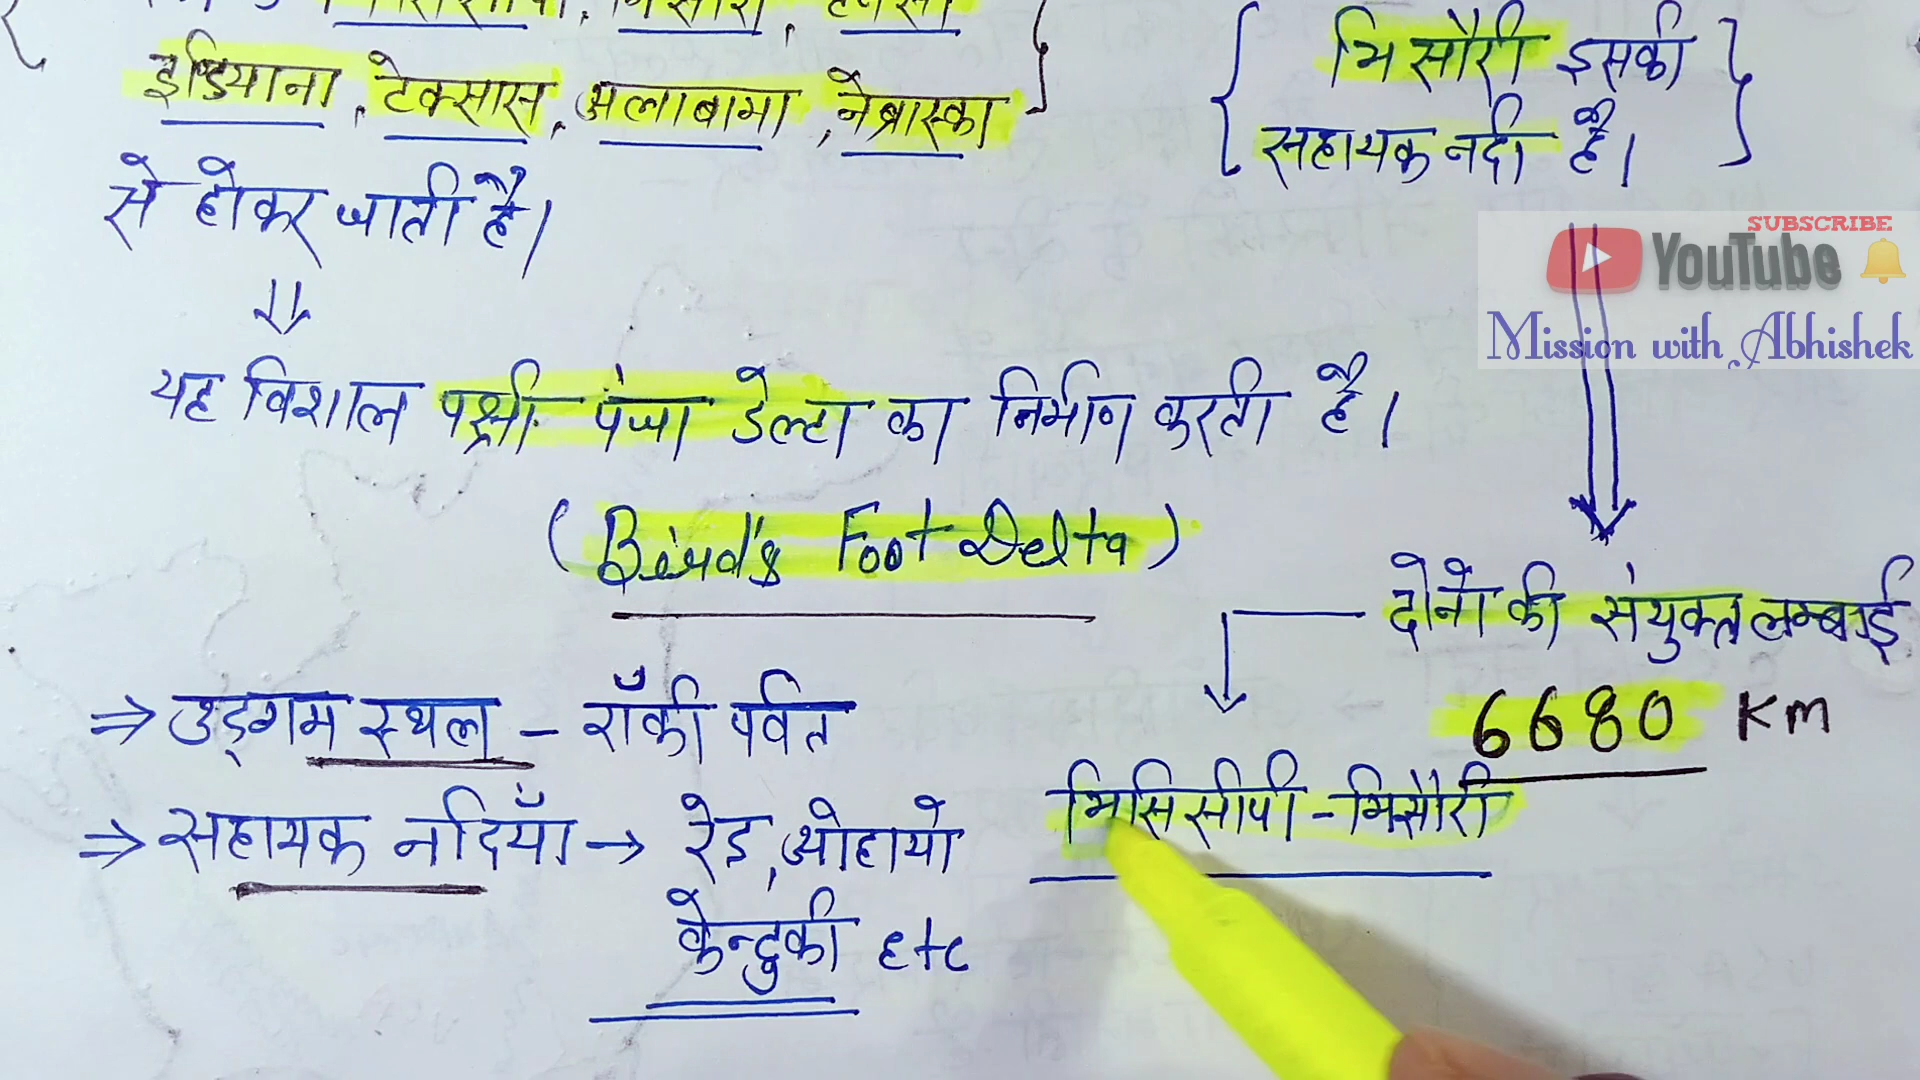 इण्डियाना, टेक्सास, अलाबामा, नेब्रास्का
से होकर जाती है।
यह विशाल पक्षी पंजा डेल्टा का निर्माण करती है।
(Bird's Foot Delta)
⇒ उद्गम स्थल – रॉकी पर्वत
⇒ सहायक नदियाँ → रेड, ओहायो
केन्टुकी etc
मिसौरी इसकी
सहायक नदी है।
SUBSCRIBE
YouTube
Mission with Abhishek
दोनो की संयुक्त लम्बाई
6680 Km
मिसिसीपी – मिसौरी